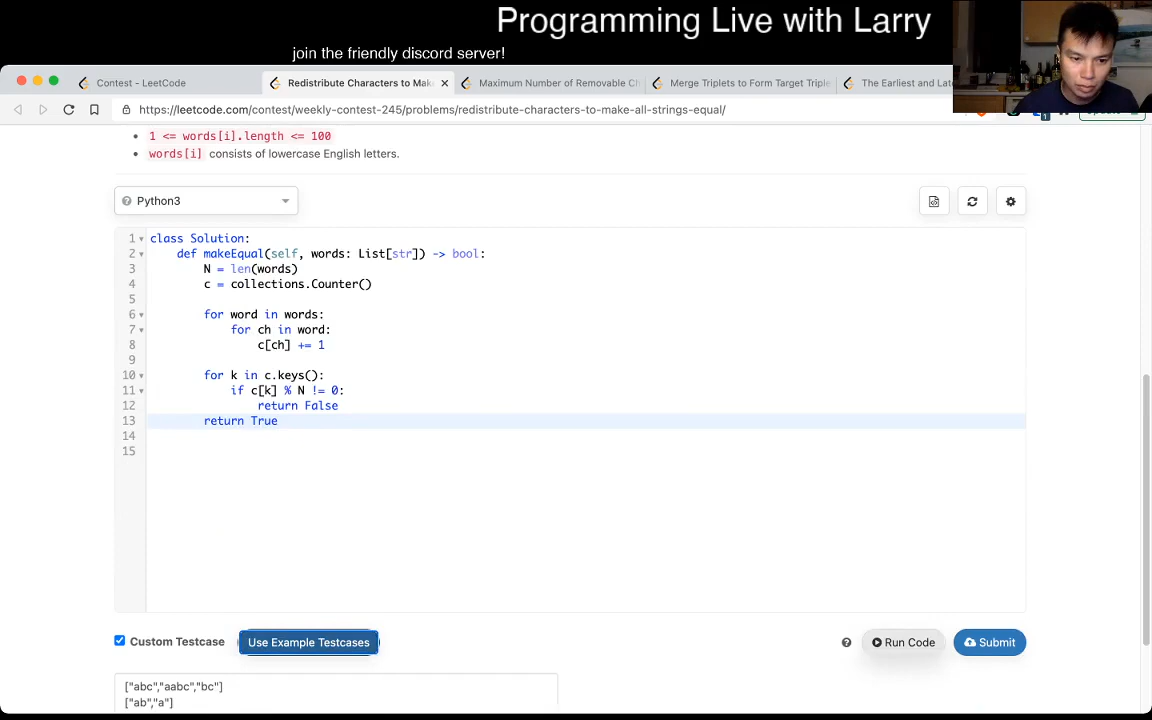 Programming Live with Larry
join the friendly discord server!
Contest - LeetCode
Redistribute Characters to Mak
Maximum Number of Removable Ch
Merge Triplets to Form Target Triple
The Earliest and Late
https://leetcode.com/contest/weekly-contest-245/problems/redistribute-characters-to-make-all-strings-equal/
1 <= words[i].length <= 100
words[i] consists of lowercase English letters.
Python3
1 class Solution:
2 def makeEqual(self, words: List[str]) -> bool:
3 N = len(words)
4 c = collections.Counter()
5
6 for word in words:
7 for ch in word:
8 c[ch] += 1
9
10 for k in c.keys():
11 if c[k] % N != 0:
12 return False
13 return True
14
15
Custom Testcase
Use Example Testcases
Run Code
Submit
["abc","aabc","bc"]
["ab","a"]